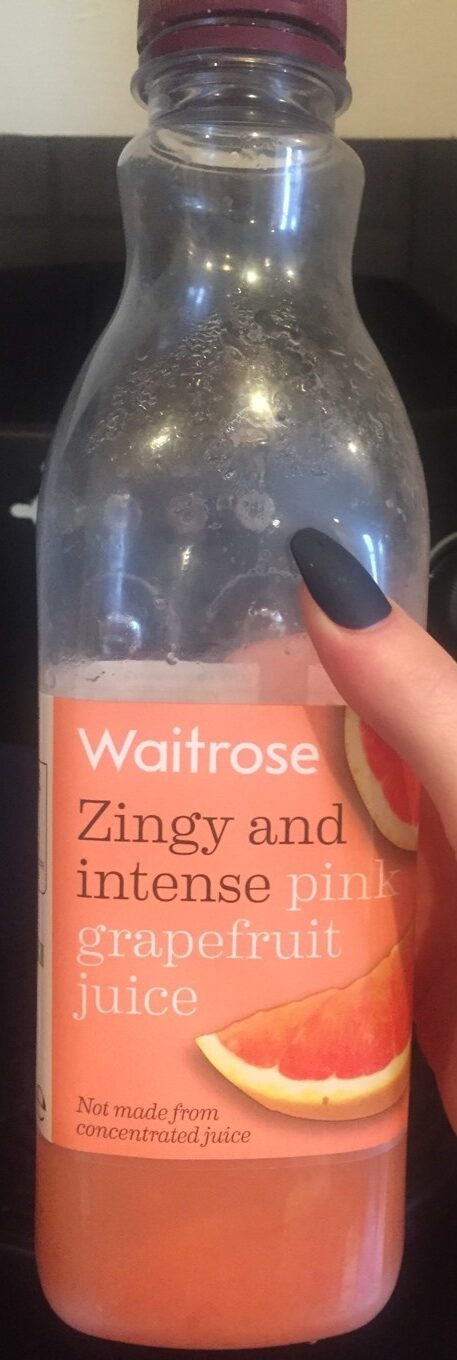 Waitrose
Zingy and
intense pink
grapefruit
juice
Not made from
concentrated juice